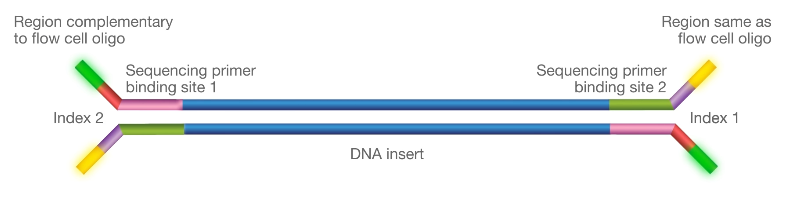 Region complementary
to flow cell oligo
Region same as
flow cell oligo
Sequencing primer
binding site 1
Sequencing primer
binding site 2
Index 2
Index 1
DNA insert